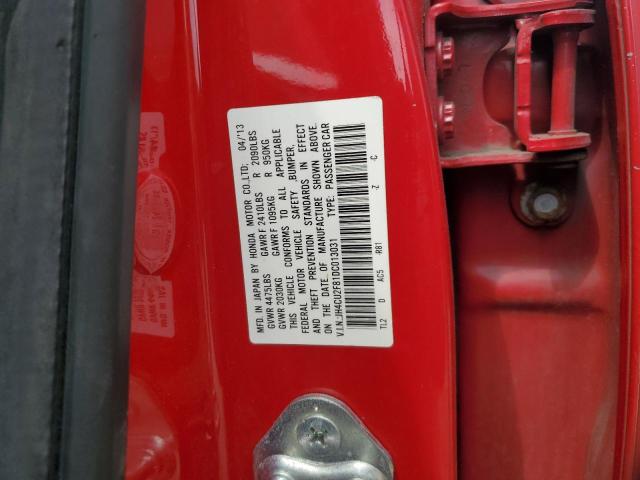 MFD. IN JAPAN BY HONDA MOTOR CO.,LTD. 04/'13
GVWR 4475LBS GAWR F 2410LBS R 2090LBS
GVWR 2030KG GAWR F 1095KG R 950KG
THIS VEHICLE CONFORMS TO ALL APPLICABLE
FEDERAL MOTOR VEHICLE SAFETY BUMPER,
AND THEFT PREVENTION STANDARDS IN EFFECT
ON THE DATE OF MANUFACTURE SHOWN ABOVE.
V.I.N.:JH4CU2F81DC013031 TYPE: PASSENGER CAR
TL2 D AC5 -R81 -Z -C